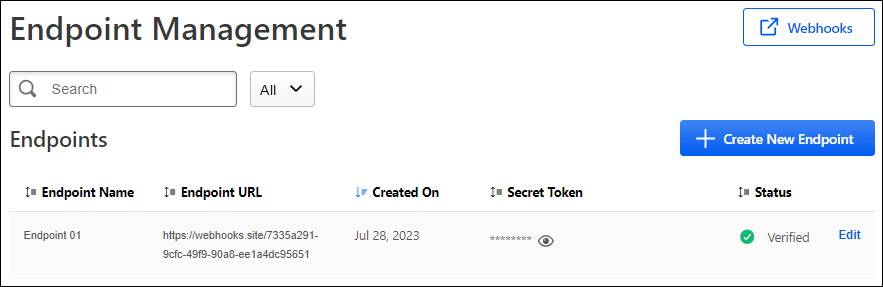 Endpoint Management
Webhooks
Search
All
Endpoints
Create New Endpoint
Endpoint Name Endpoint URL Created On Secret Token Status
Endpoint 01 https://webhooks.site/7335a291- Jul 28, 2023 ******** Verified Edit
9cfc-49f9-90a8-ee1a4dc95651